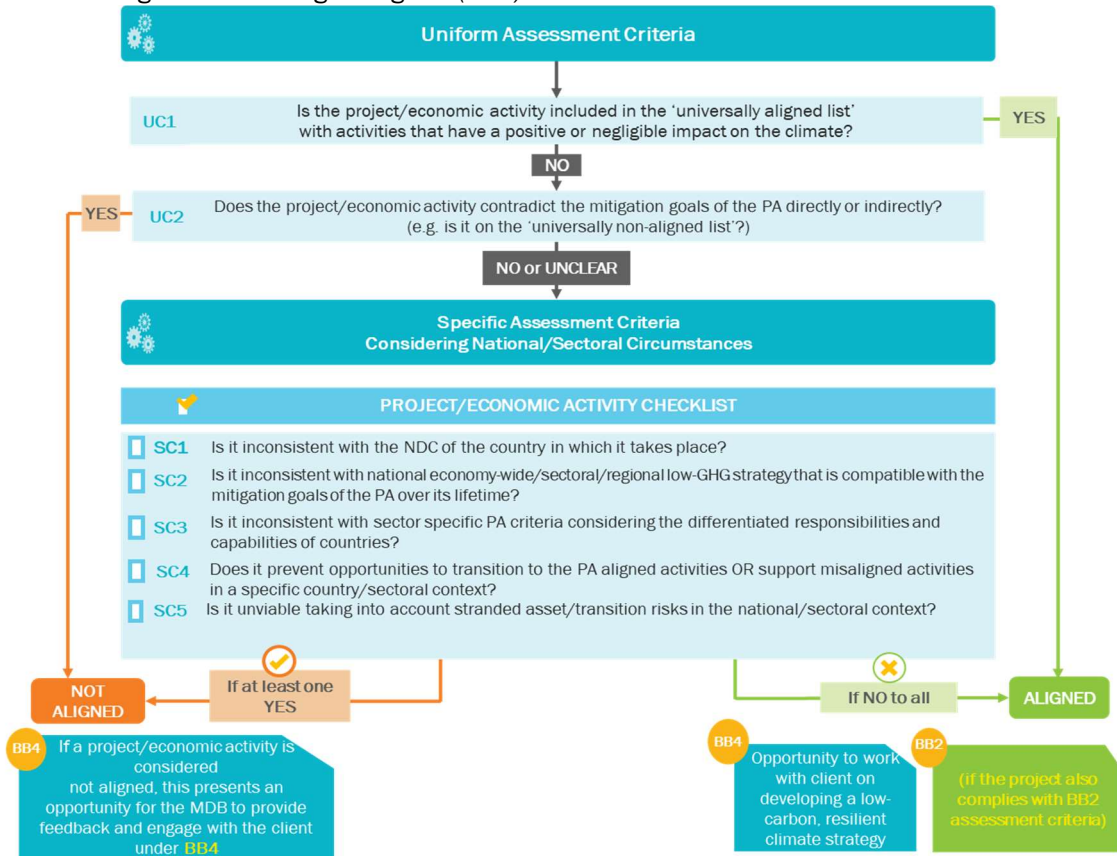 Uniform Assessment Criteria
UC1
Is the project/economic activity included in the ‘universally aligned list’
with activities that have a positive or negligible impact on the climate?
YES
NO
YES
UC2
Does the project/economic activity contradict the mitigation goals of the PA directly or indirectly?
(e.g. is it on the ‘universally non-aligned list’?)
NO or UNCLEAR
Specific Assessment Criteria
Considering National/Sectoral Circumstances
PROJECT/ECONOMIC ACTIVITY CHECKLIST
SC1 Is it inconsistent with the NDC of the country in which it takes place?
SC2 Is it inconsistent with national economy-wide/sectoral/regional low-GHG strategy that is compatible with the
mitigation goals of the PA over its lifetime?
SC3 Is it inconsistent with sector specific PA criteria considering the differentiated responsibilities and
capabilities of countries?
SC4 Does it prevent opportunities to transition to the PA aligned activities OR support misaligned activities
in a specific country/sectoral context?
SC5 Is it unviable taking into account stranded asset/transition risks in the national/sectoral context?
NOT
ALIGNED
If at least one
YES
If NO to all
ALIGNED
BB4
If a project/economic activity is
considered
not aligned, this presents an
opportunity for the MDB to provide
feedback and engage with the client
under BB4
BB4
Opportunity to work
with client on
developing a low-
carbon, resilient
climate strategy
BB2
(if the project also
complies with BB2
assessment criteria)